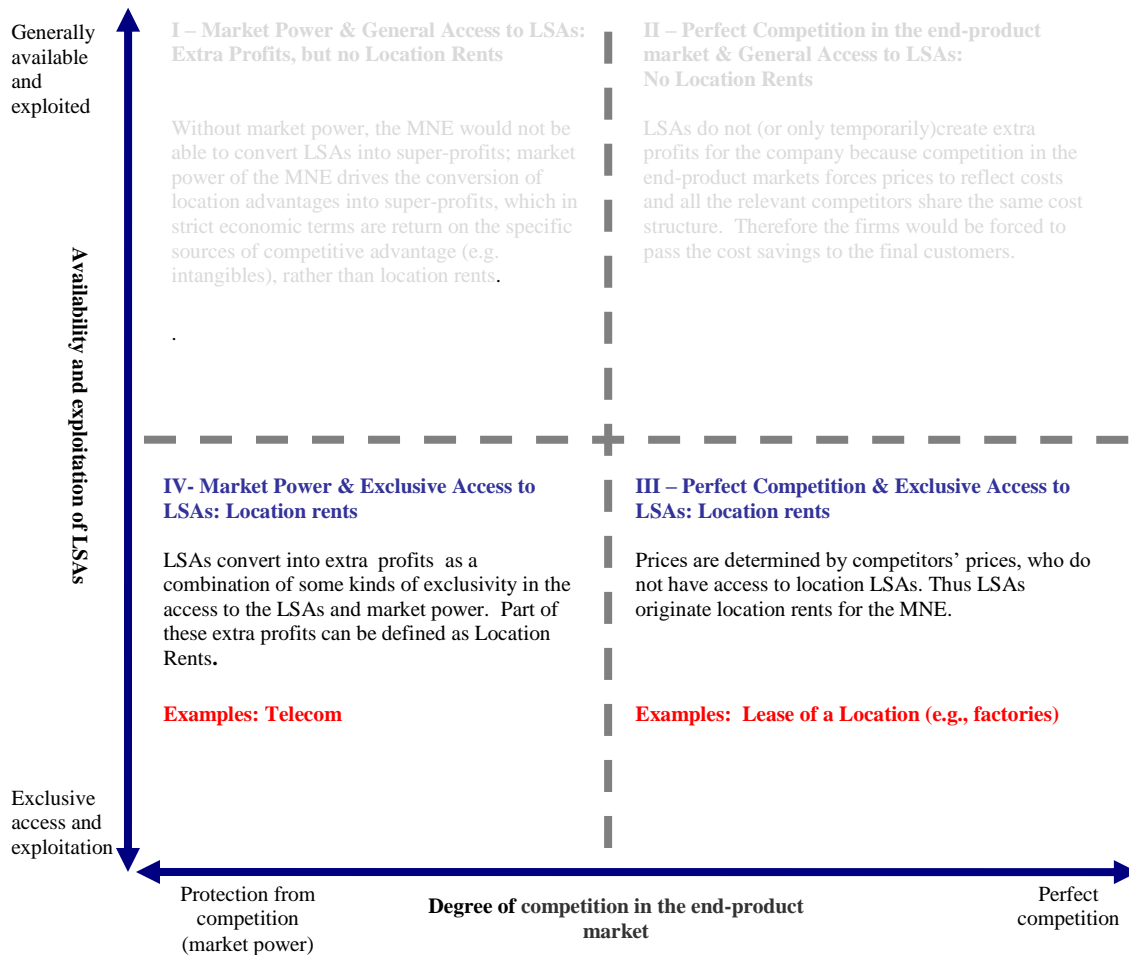 Generally
available
and
exploited
I – Market Power & General Access to LSAs:
Extra Profits, but no Location Rents
Without market power, the MNE would not be
able to convert LSAs into super-profits; market
power of the MNE drives the conversion of
location advantages into super-profits, which in
strict economic terms are return on the specific
sources of competitive advantage (e.g.
intangibles), rather than location rents.
.
II – Perfect Competition in the end-product
market & General Access to LSAs:
No Location Rents
LSAs do not (or only temporarily)create extra
profits for the company because competition in the
end-product markets forces prices to reflect costs
and all the relevant competitors share the same cost
structure. Therefore the firms would be forced to
pass the cost savings to the final customers.
Availability and exploitation of LSAs
IV- Market Power & Exclusive Access to
LSAs: Location rents
LSAs convert into extra profits as a
combination of some kinds of exclusivity in the
access to the LSAs and market power. Part of
these extra profits can be defined as Location
Rents.
Examples: Telecom
III – Perfect Competition & Exclusive Access to
LSAs: Location rents
Prices are determined by competitors’ prices, who do
not have access to location LSAs. Thus LSAs
originate location rents for the MNE.
Examples: Lease of a Location (e.g., factories)
Exclusive
access and
exploitation
Protection from
competition
(market power)
Degree of competition in the end-product
market
Perfect
competition